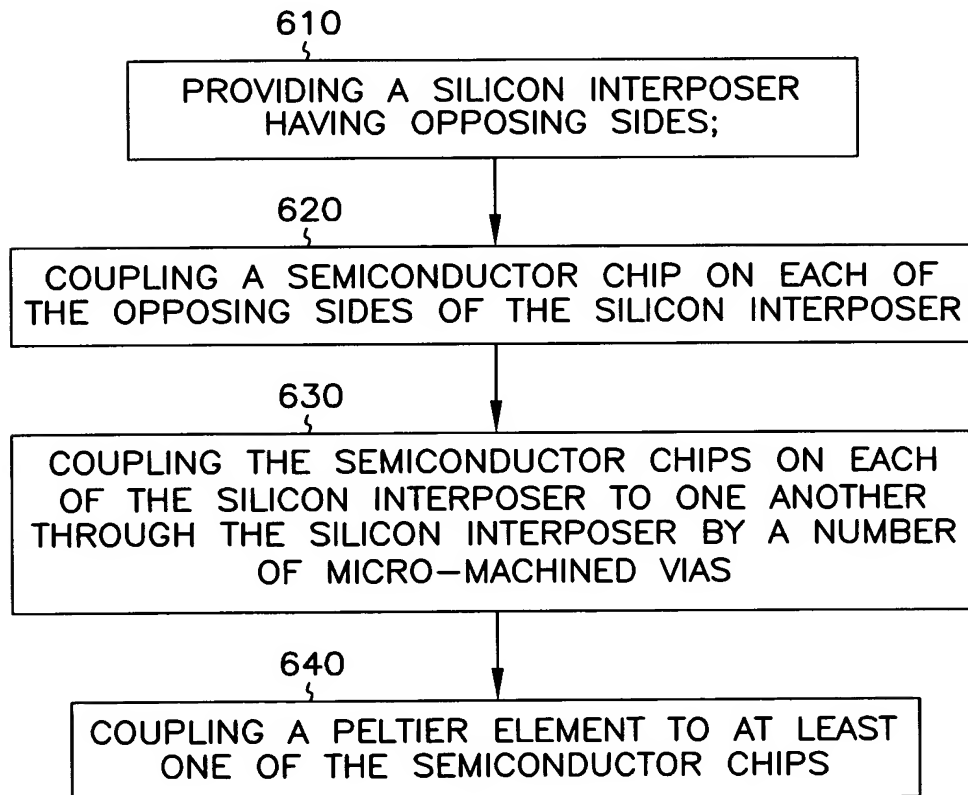 610
PROVIDING A SILICON INTERPOSER
HAVING OPPOSING SIDES;
620
COUPLING A SEMICONDUCTOR CHIP ON EACH OF
THE OPPOSING SIDES OF THE SILICON INTERPOSER
630
COUPLING THE SEMICONDUCTOR CHIPS ON EACH
OF THE SILICON INTERPOSER TO ONE ANOTHER
THROUGH THE SILICON INTERPOSER BY A NUMBER
OF MICRO-MACHINED VIAS
640
COUPLING A PELTIER ELEMENT TO AT LEAST
ONE OF THE SEMICONDUCTOR CHIPS